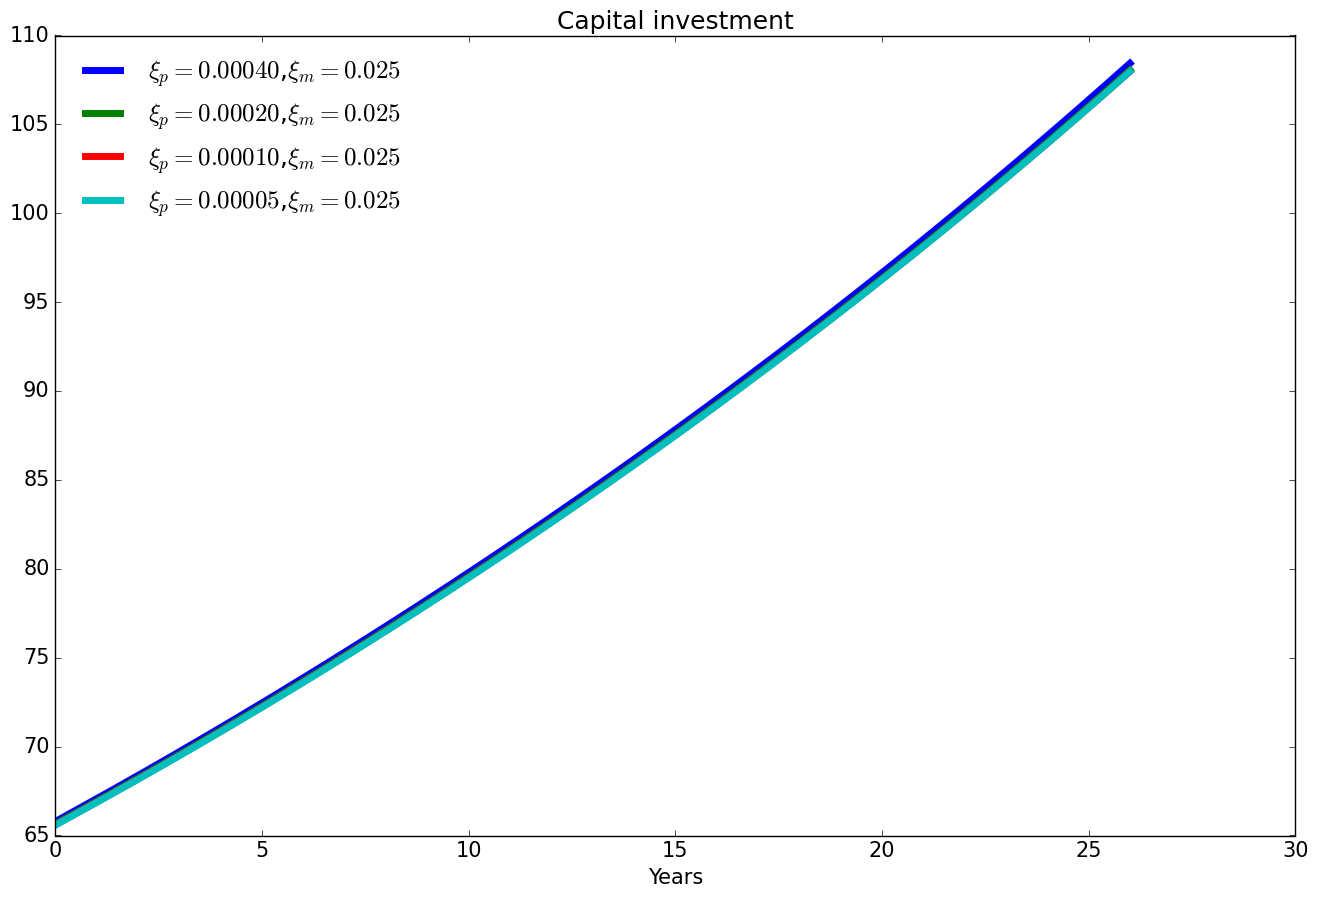 Capital investment
110
105
100
95
90
85
80
75
70
65
ξₚ = 0.00040,ξₘ = 0.025
ξₚ = 0.00020,ξₘ = 0.025
ξₚ = 0.00010,ξₘ = 0.025
ξₚ = 0.00005,ξₘ = 0.025
0 5 10 15 20 25 30
Years